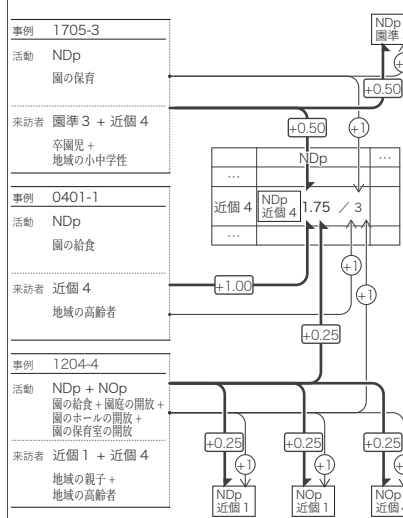 事例 1705-3
活動 NDp
園の保育
来訪者 園準 3 + 近個 4
卒園児 +
地域の小中学性
事例 0401-1
活動 NDp
園の給食
来訪者 近個 4
地域の高齢者
事例 1204-4
活動 NDp + NOp
園の給食 + 園庭の開放 +
園のホールの開放 +
園の保育室の開放
来訪者 近個 1 + 近個 4
地域の親子 +
地域の高齢者
NDp
園準
+0.50
+0.50
+1
NDp
…
…
近個 4
NDp
近個 4
1.75 / 3
…
+1
+1
+1.00
+0.25
+0.25
+0.25
+0.25
+1
+1
NDp
近個 1
NOp
近個 1
NOp
近個